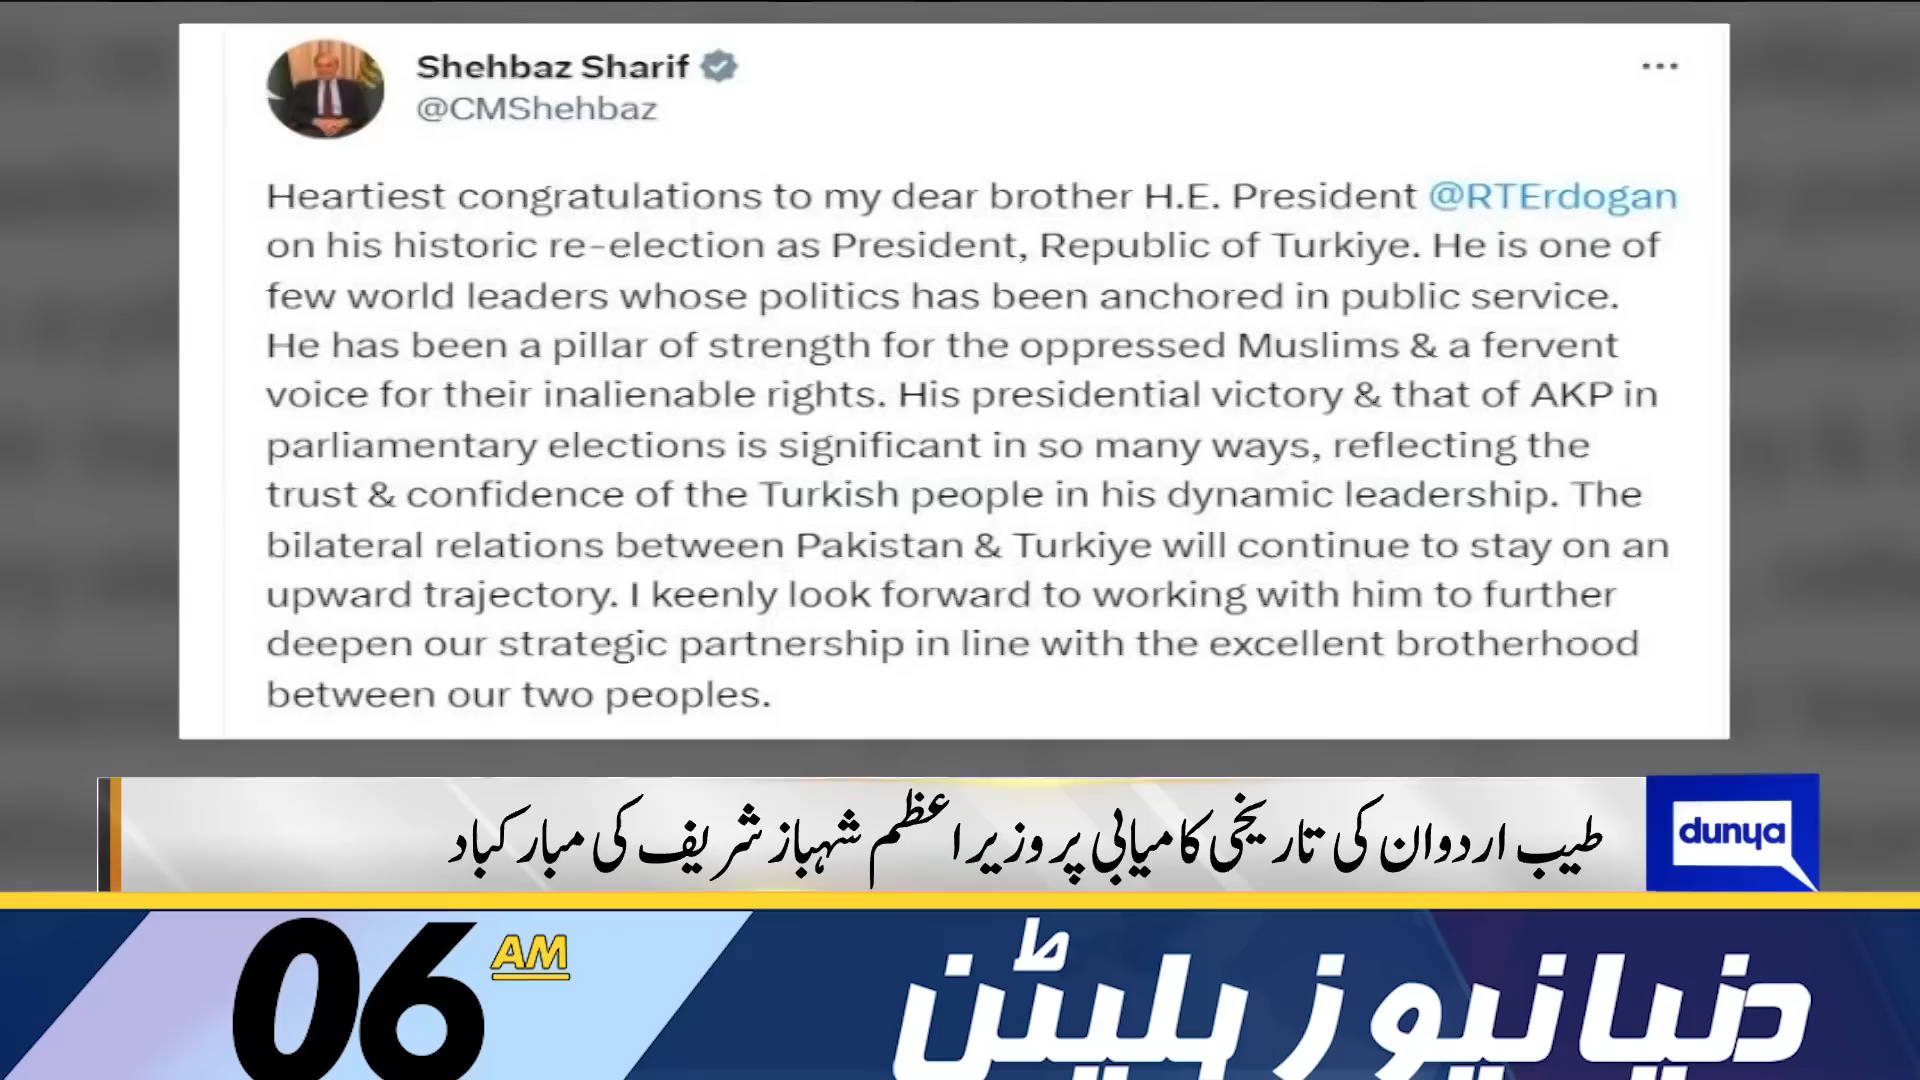 Shehbaz Sharif
@CMShehbaz
Heartiest congratulations to my dear brother H.E. President @RTErdogan
on his historic re-election as President, Republic of Turkiye. He is one of
few world leaders whose politics has been anchored in public service.
He has been a pillar of strength for the oppressed Muslims & a fervent
voice for their inalienable rights. His presidential victory & that of AKP in
parliamentary elections is significant in so many ways, reflecting the
trust & confidence of the Turkish people in his dynamic leadership. The
bilateral relations between Pakistan & Turkiye will continue to stay on an
upward trajectory. I keenly look forward to working with him to further
deepen our strategic partnership in line with the excellent brotherhood
between our two peoples.
طیب اردوان کی تاریخی کامیابی پر وزیراعظم شہباز شریف کی مبارکباد
dunya
06 AM
دنیا نیوز بلیٹن